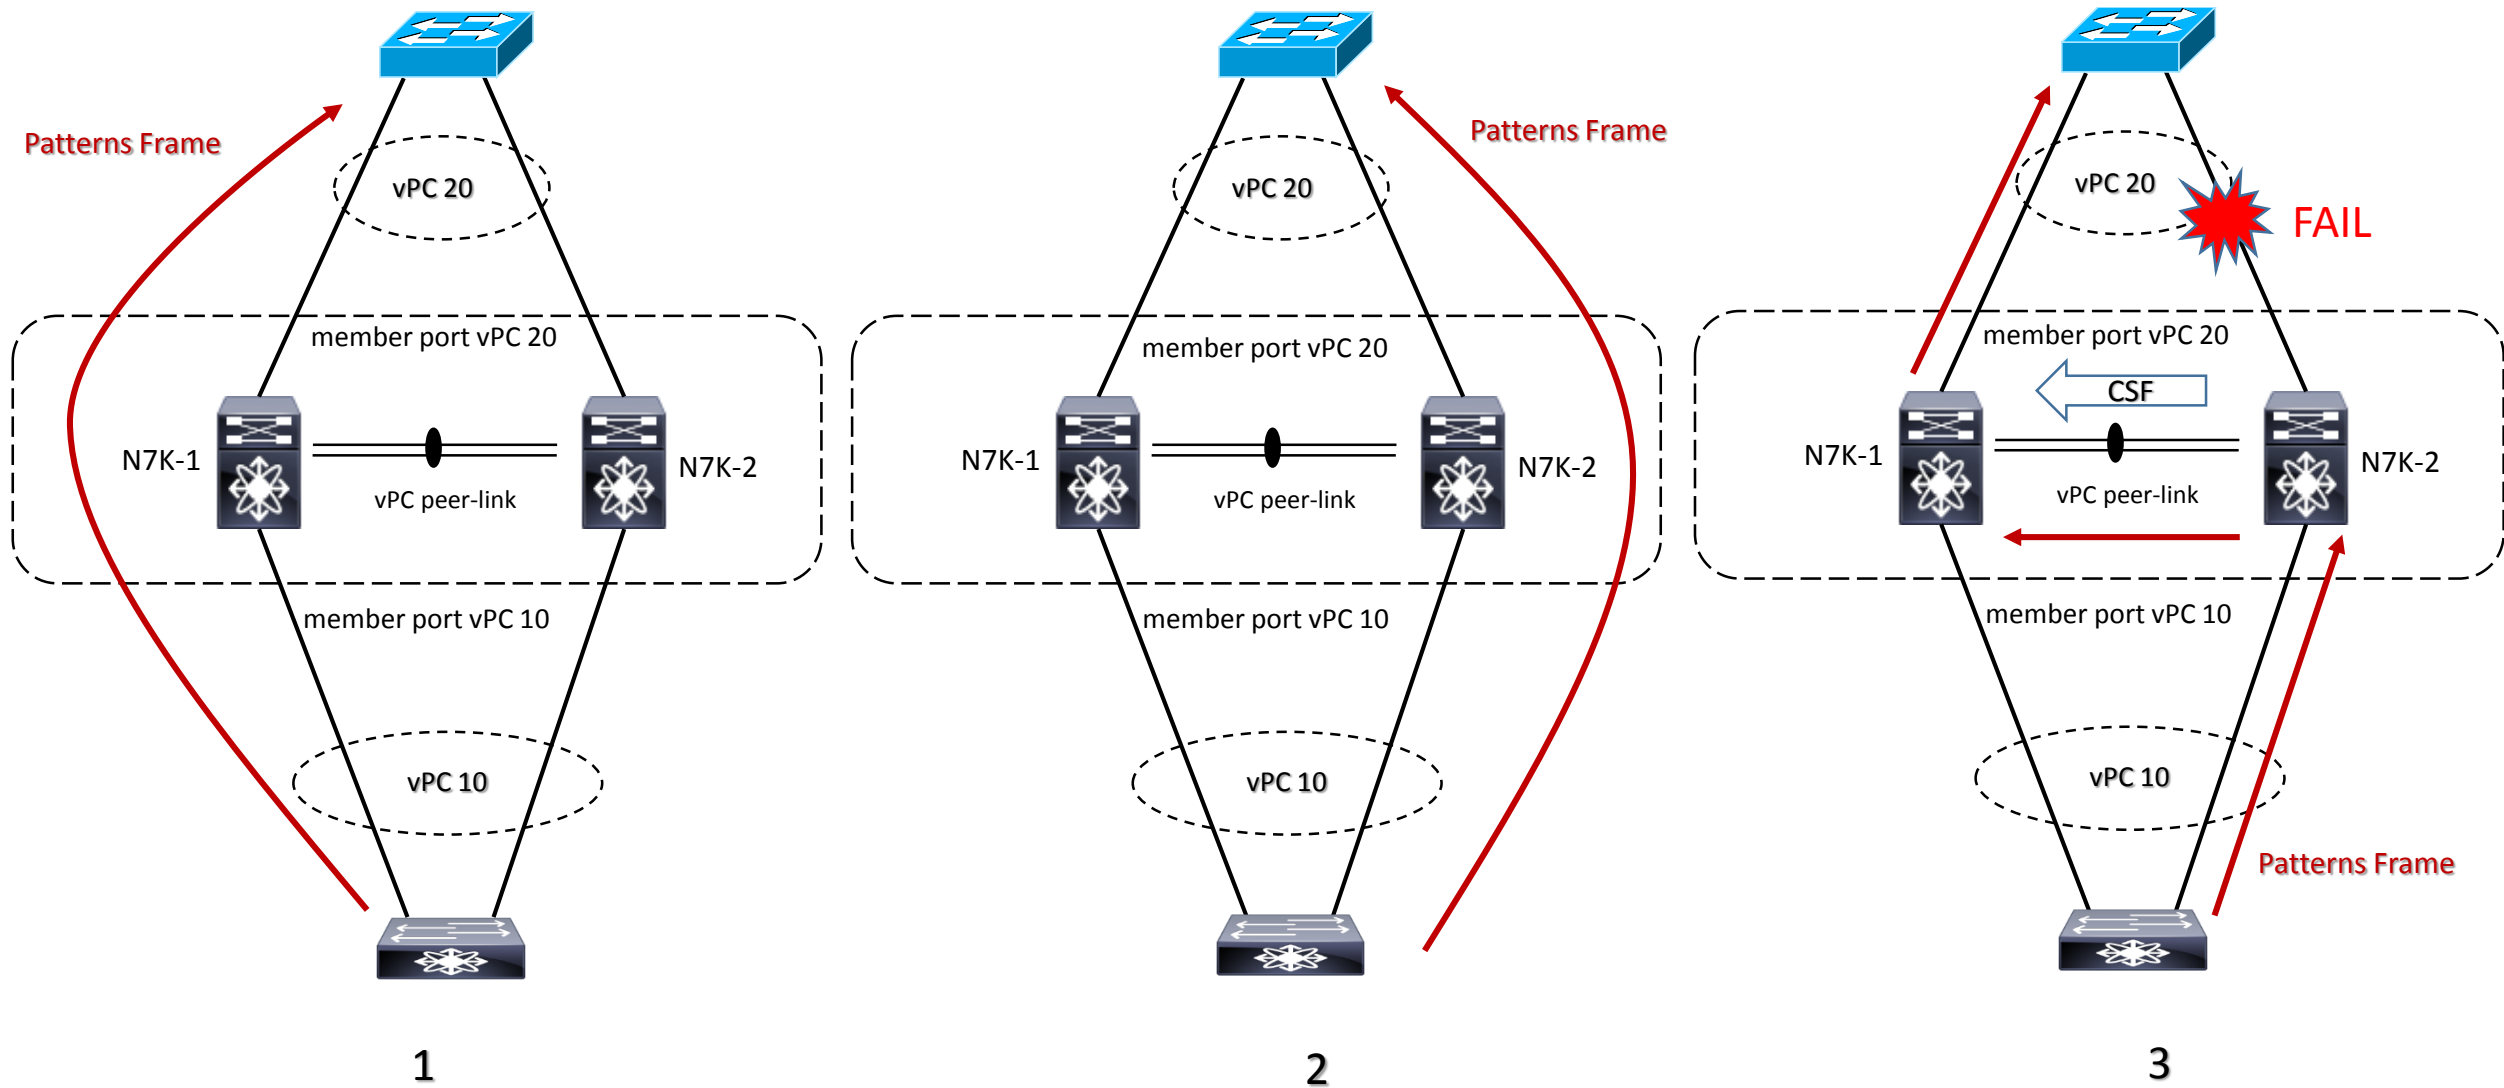 Patterns Frame
vPC 20
member port vPC 20
N7K-1
N7K-2
vPC peer-link
member port vPC 10
vPC 10
1
Patterns Frame
vPC 20
member port vPC 20
N7K-1
N7K-2
vPC peer-link
member port vPC 10
vPC 10
2
vPC 20
FAIL
member port vPC 20
CSF
N7K-1
N7K-2
vPC peer-link
member port vPC 10
vPC 10
Patterns Frame
3